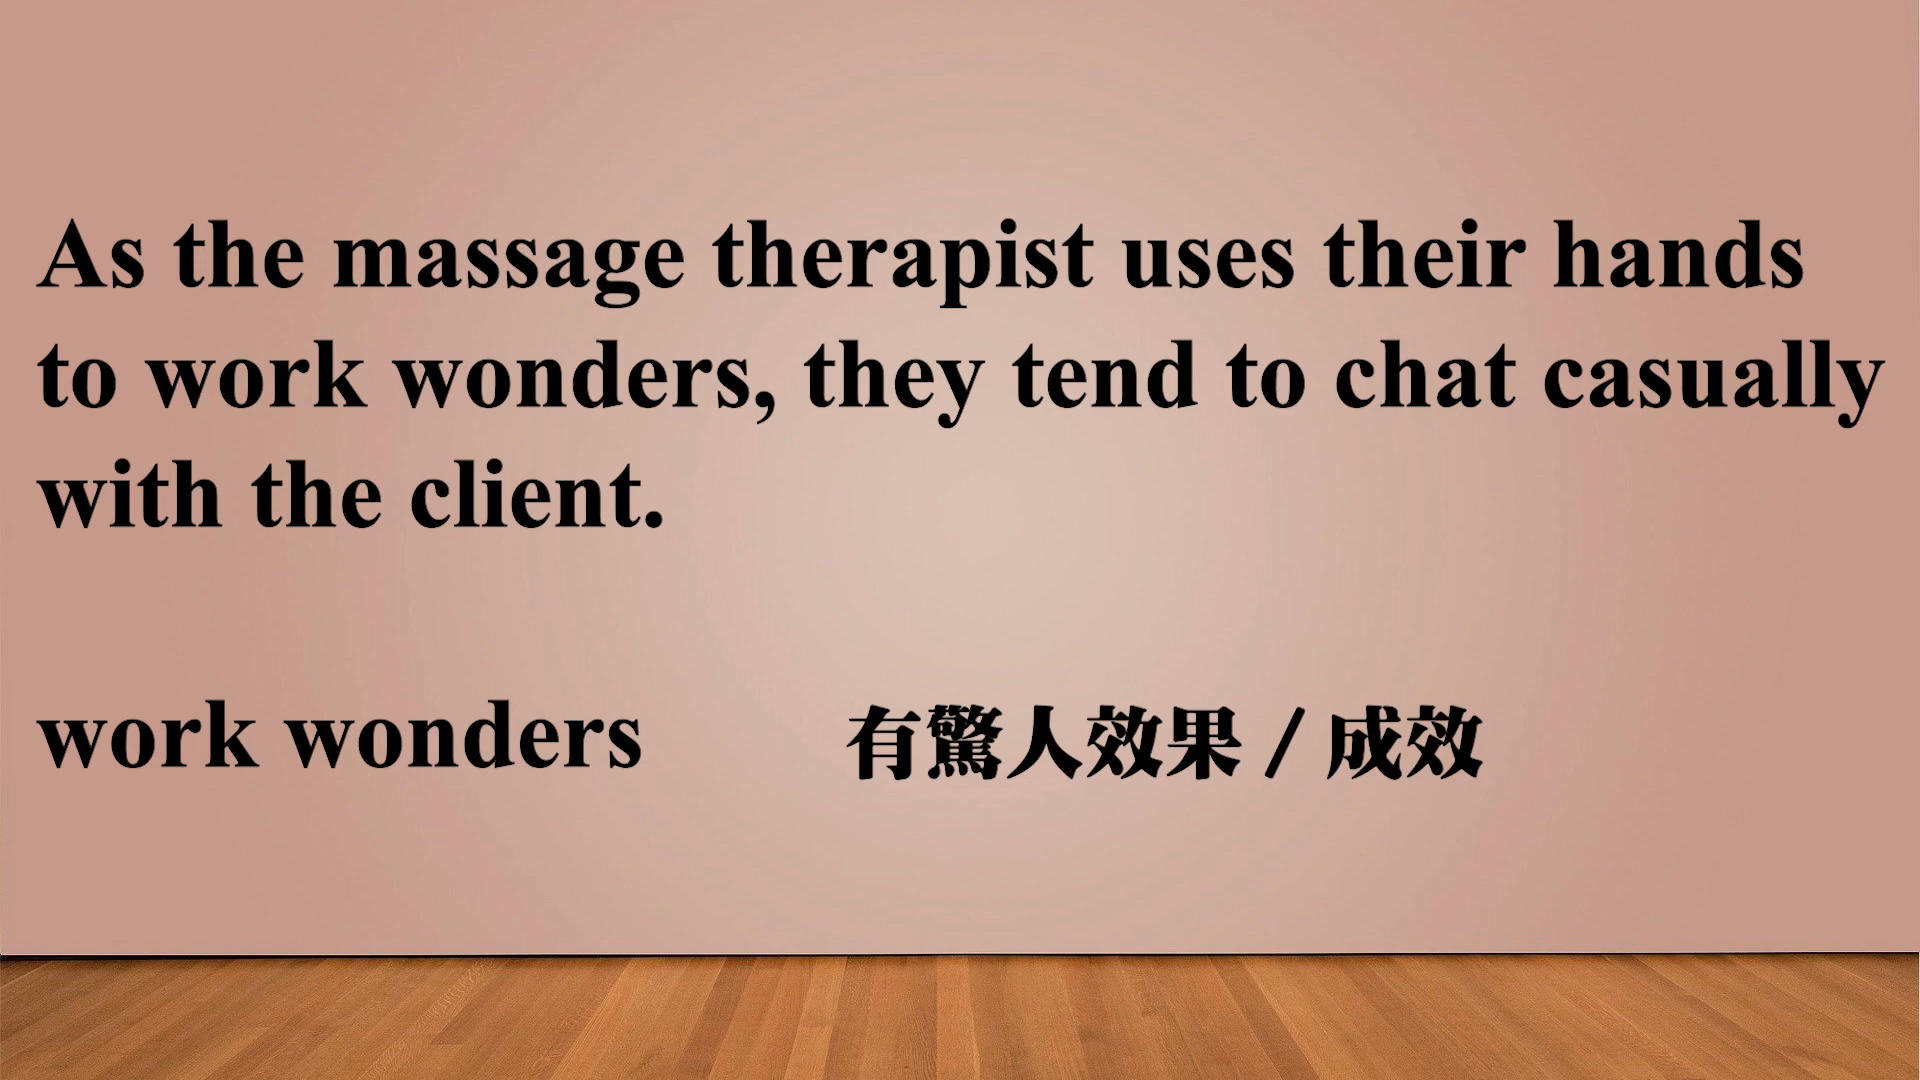 As the massage therapist uses their hands
to work wonders, they tend to chat casually
with the client.
work wonders 有驚人效果 / 成效